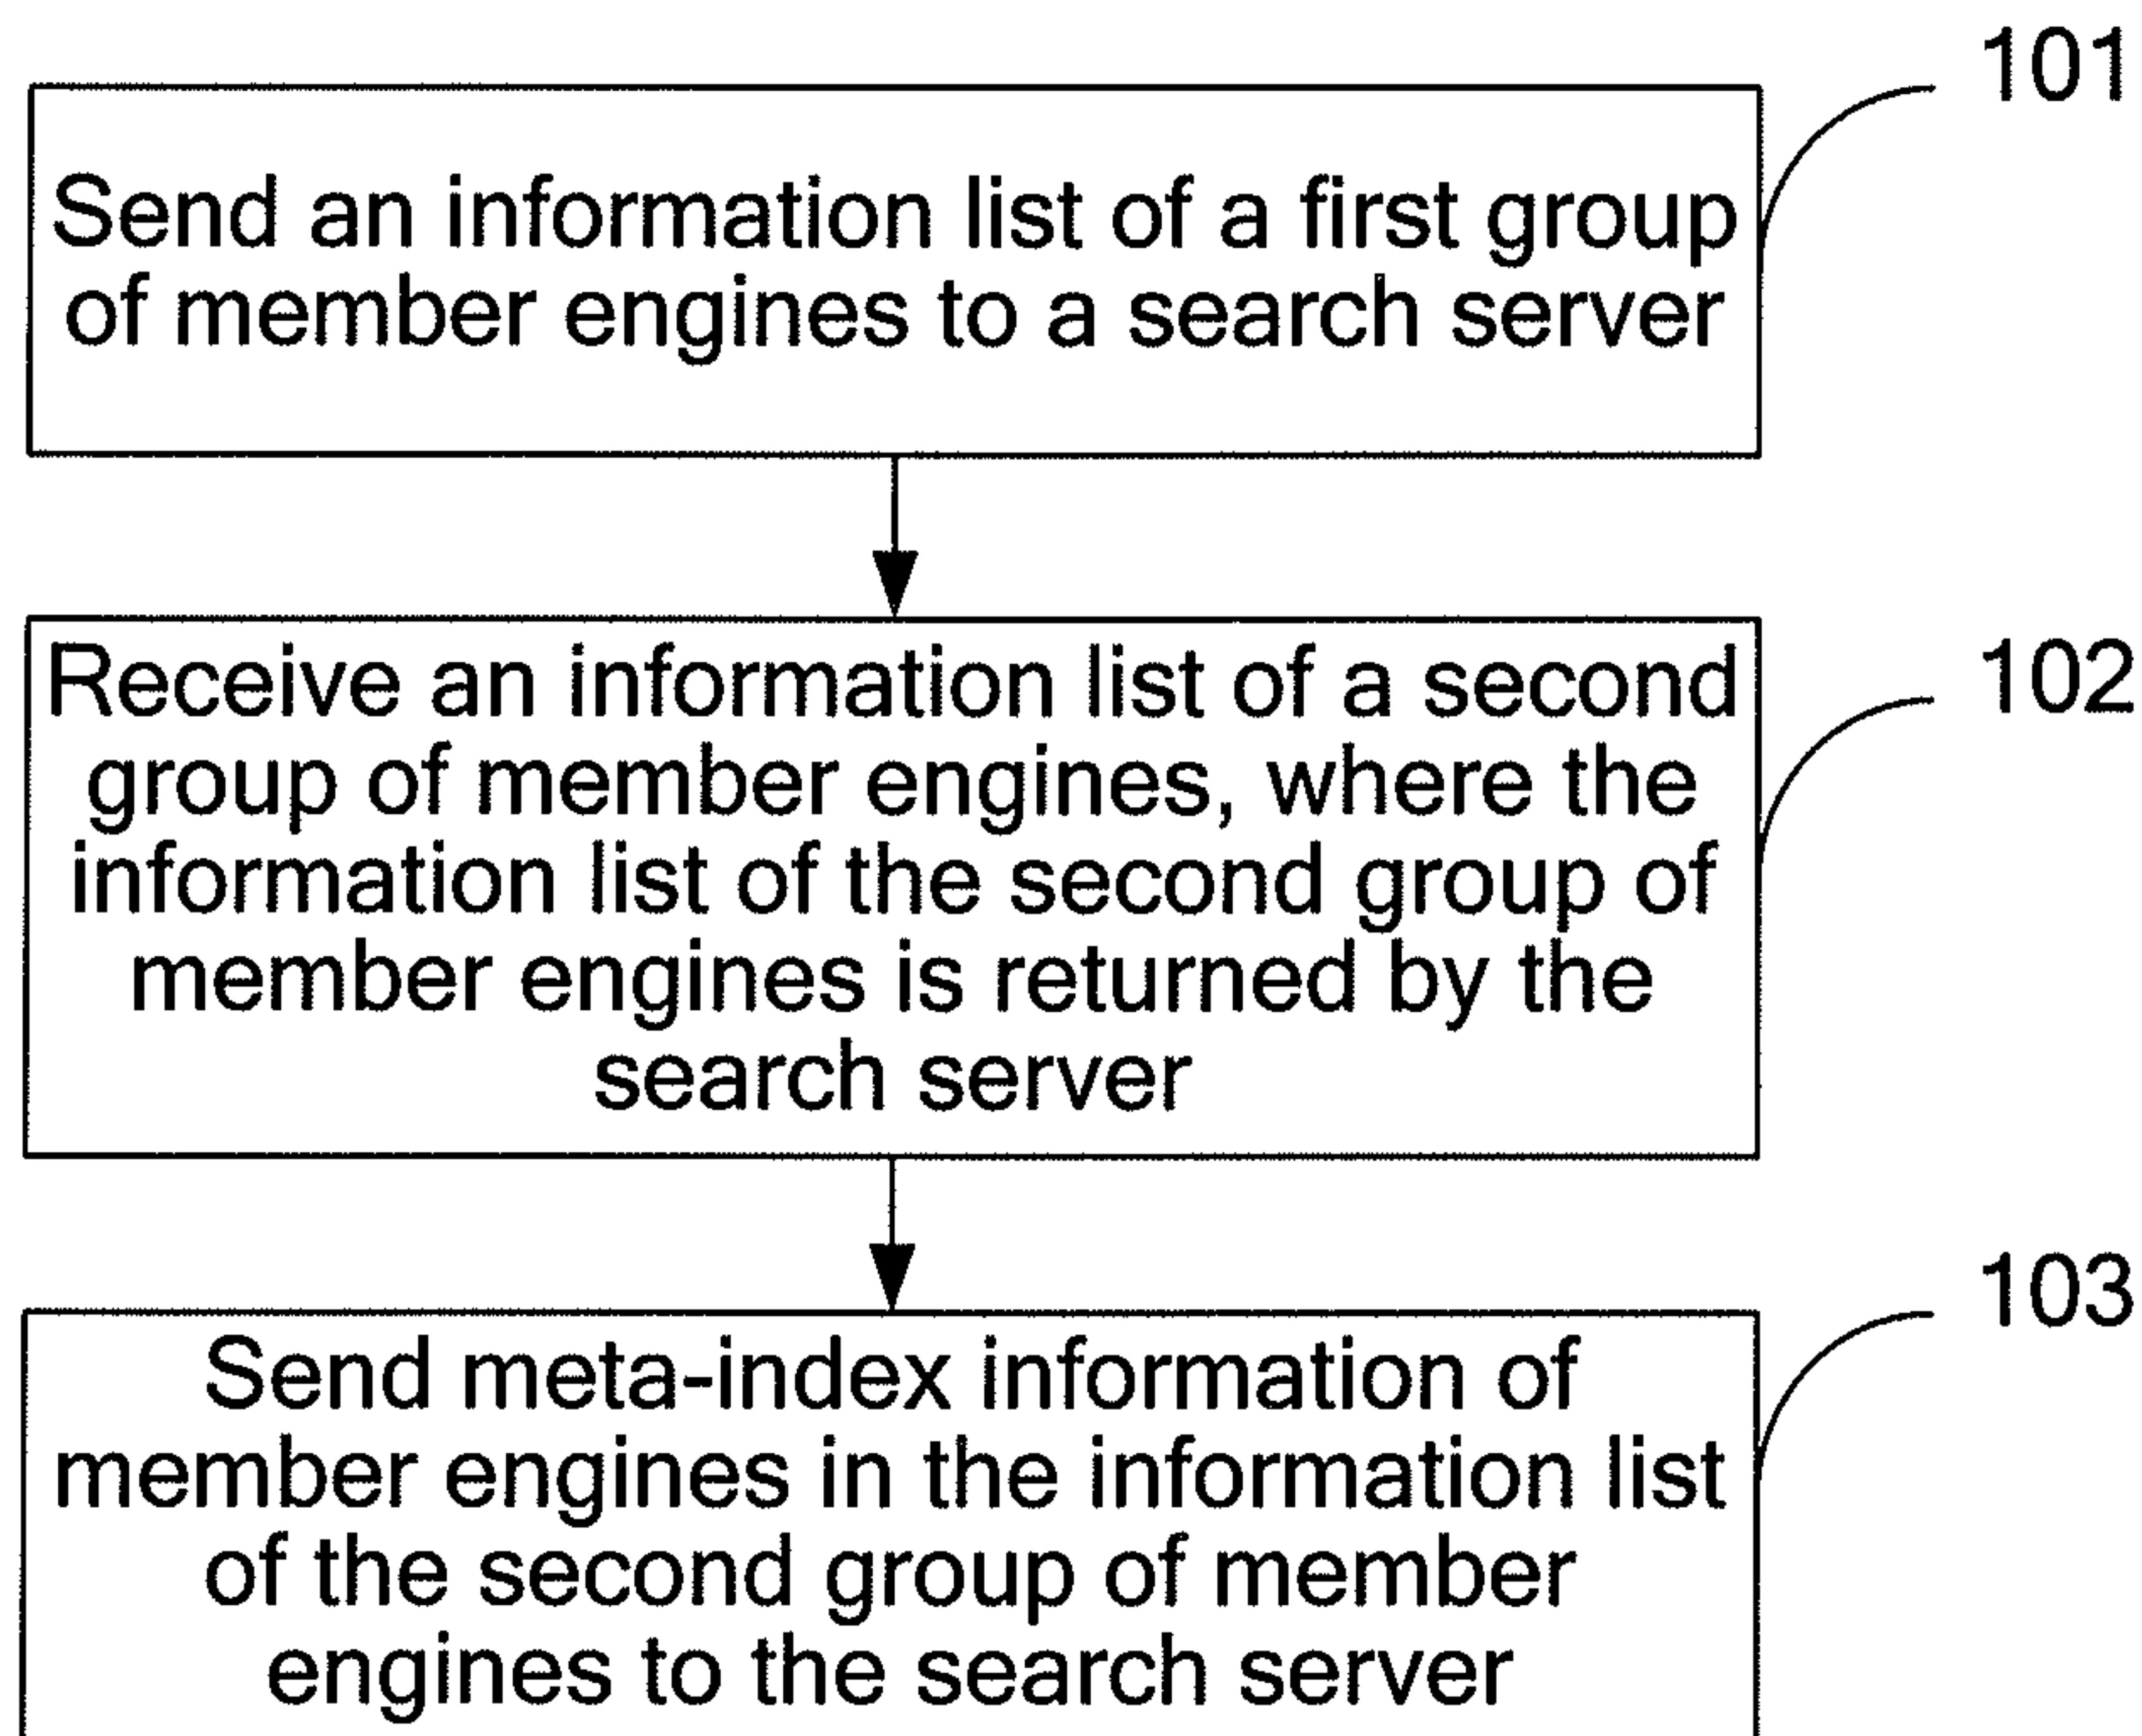 101
Send an information list of a first group
of member engines to a search server
102
Receive an information list of a second
group of member engines, where the
information list of the second group of
member engines is returned by the
search server
103
Send meta-index information of
member engines in the information list
of the second group of member
engines to the search server